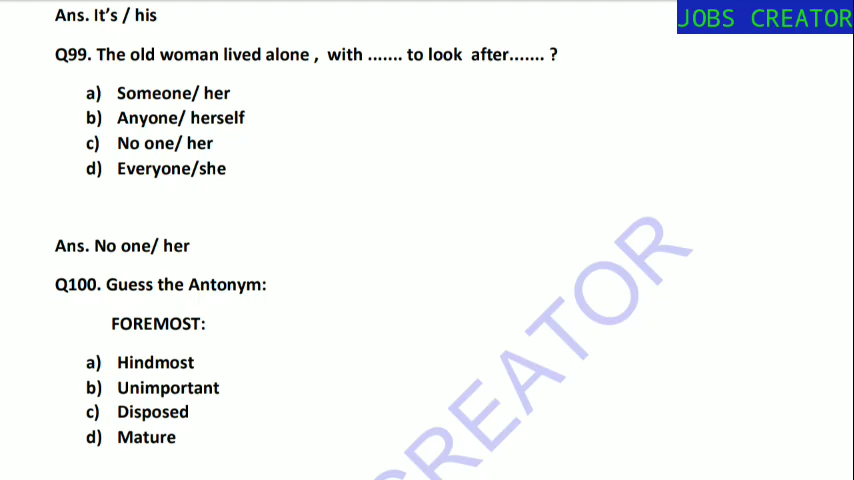 Ans. It's / his
JOBS CREATOR
Q99. The old woman lived alone , with ....... to look after....... ?
a) Someone/ her
b) Anyone/ herself
c) No one/ her
d) Everyone/she
Ans. No one/ her
Q100. Guess the Antonym:
FOREMOST:
a) Hindmost
b) Unimportant
c) Disposed
d) Mature
CREATOR